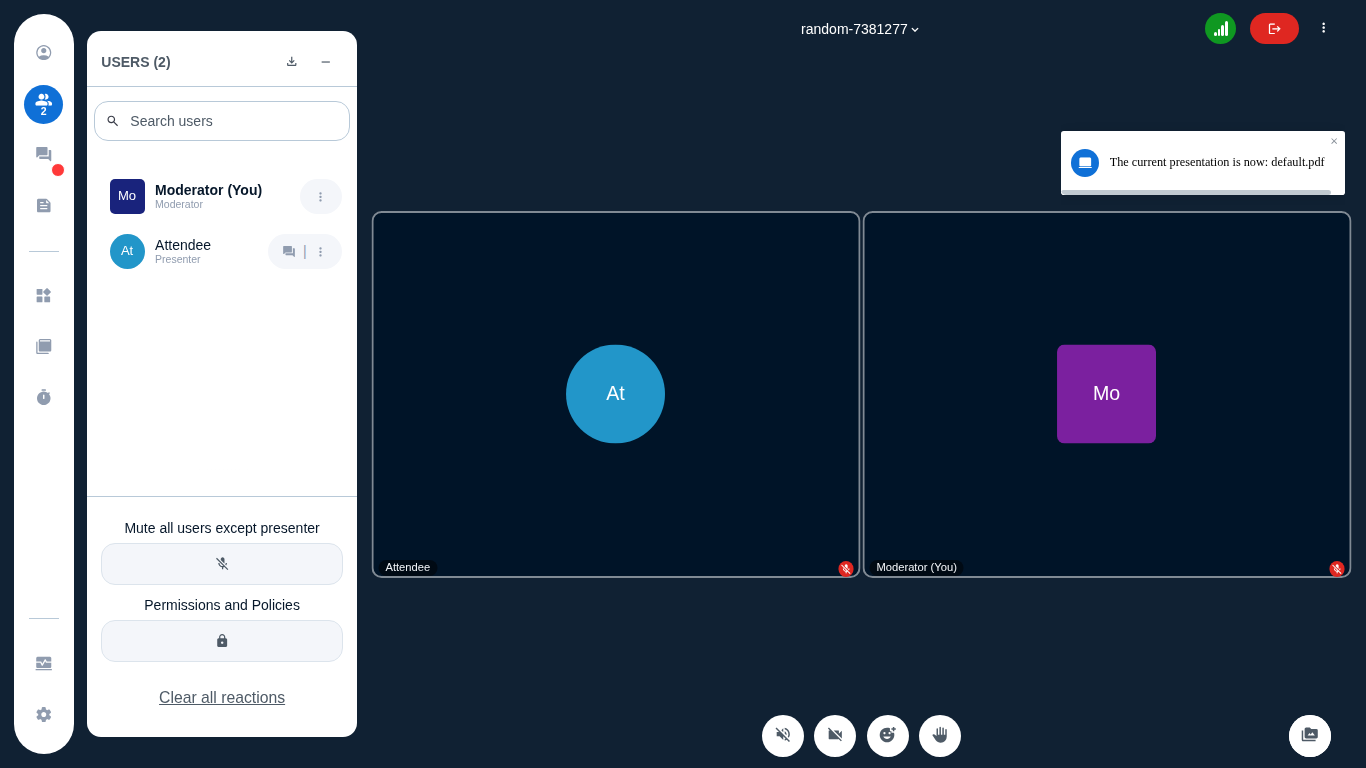 random-7381277
USERS (2)
2
Search users
The current presentation is now: default.pdf
Mo
Moderator (You)
Moderator
At
Attendee
Presenter
At
Mo
Mute all users except presenter
Attendee
Moderator (You)
Permissions and Policies
Clear all reactions